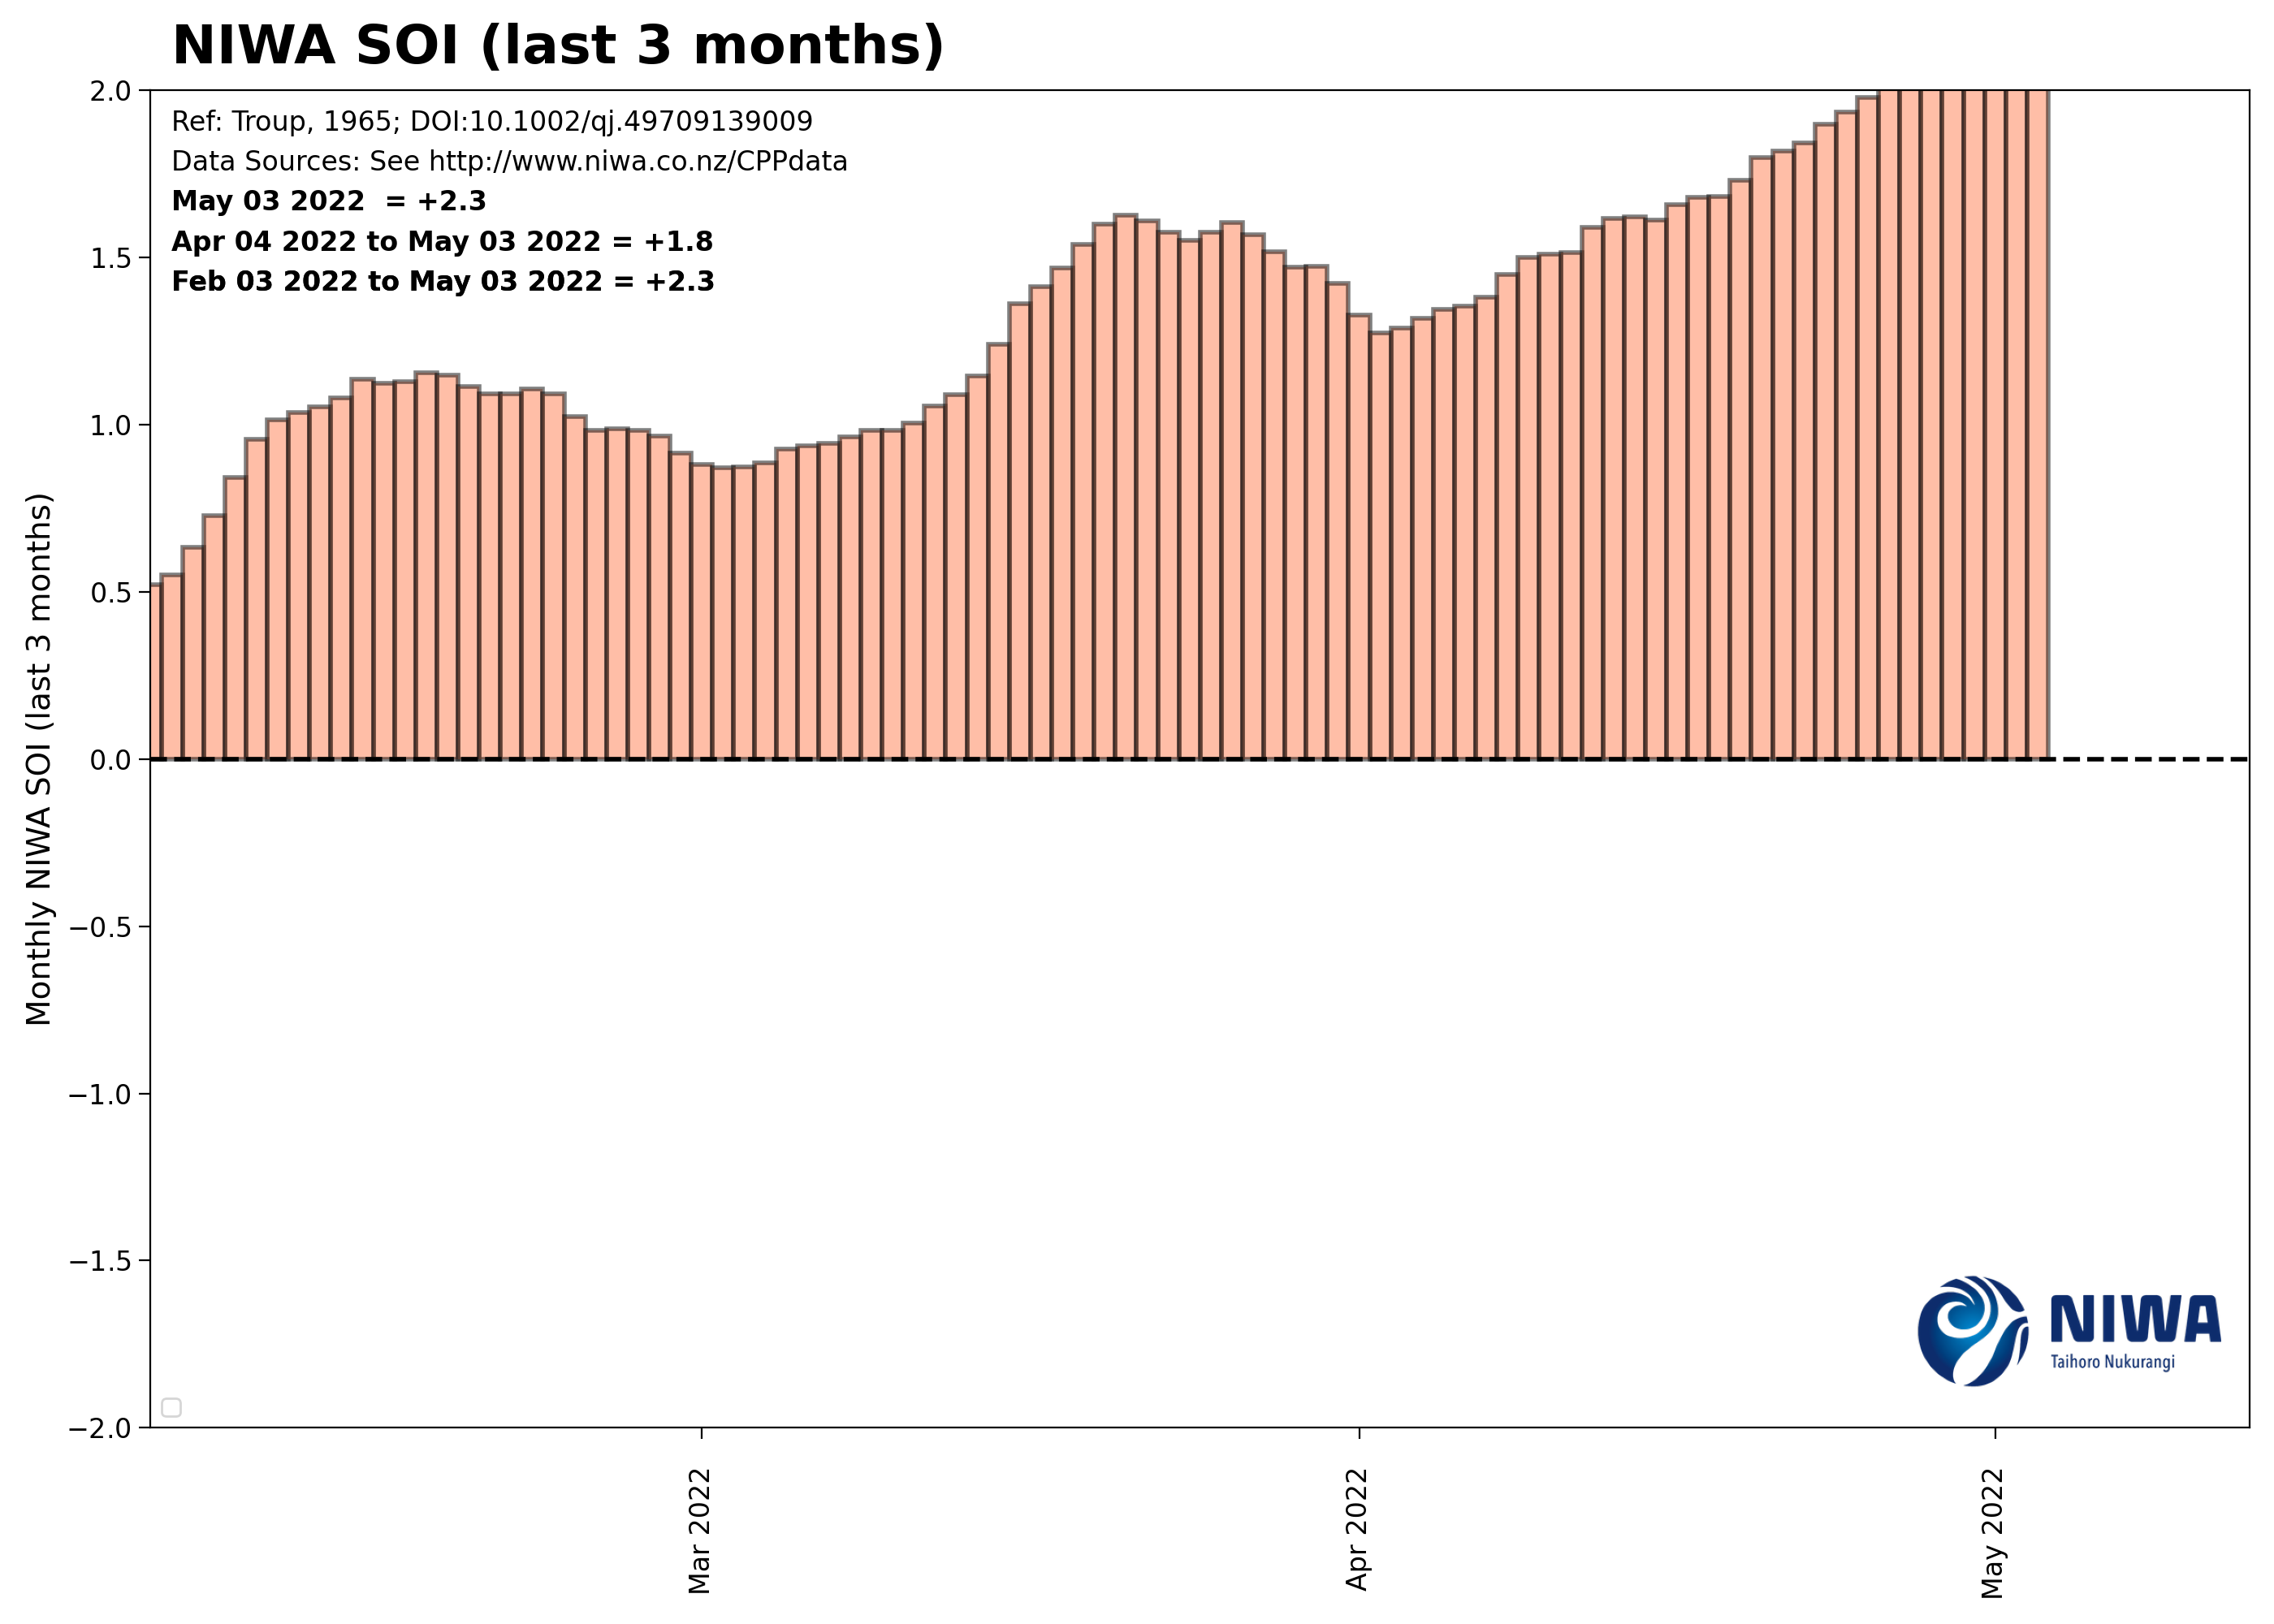 NIWA SOI (last 3 months)
Ref: Troup, 1965; DOI:10.1002/qj.49709139009
Data Sources: See http://www.niwa.co.nz/CPPdata
May 03 2022  = +2.3
Apr 04 2022 to May 03 2022 = +1.8
Feb 03 2022 to May 03 2022 = +2.3
Monthly NIWA SOI (last 3 months)
2.0
1.5
1.0
0.5
0.0
−0.5
−1.0
−1.5
−2.0
NIWA
Taihoro Nukurangi
Mar 2022
Apr 2022
May 2022